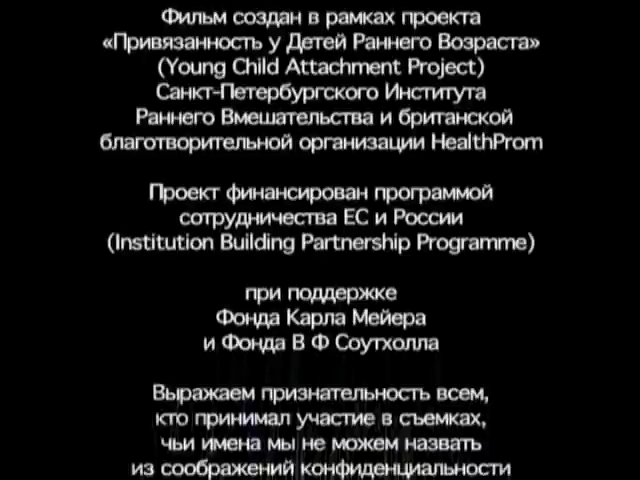 Фильм создан в рамках проекта
«Привязанность у Детей Раннего Возраста»
(Young Child Attachment Project)
Санкт-Петербургского Института
Раннего Вмешательства и британской
благотворительной организации HealthProm
Проект финансирован программой
сотрудничества ЕС и России
(Institution Building Partnership Programme)
при поддержке
Фонда Карла Мейера
и Фонда В Ф Соутхолла
Выражаем признательность всем,
кто принимал участие в съемках,
чьи имена мы не можем назвать
из соображений конфиденциальности